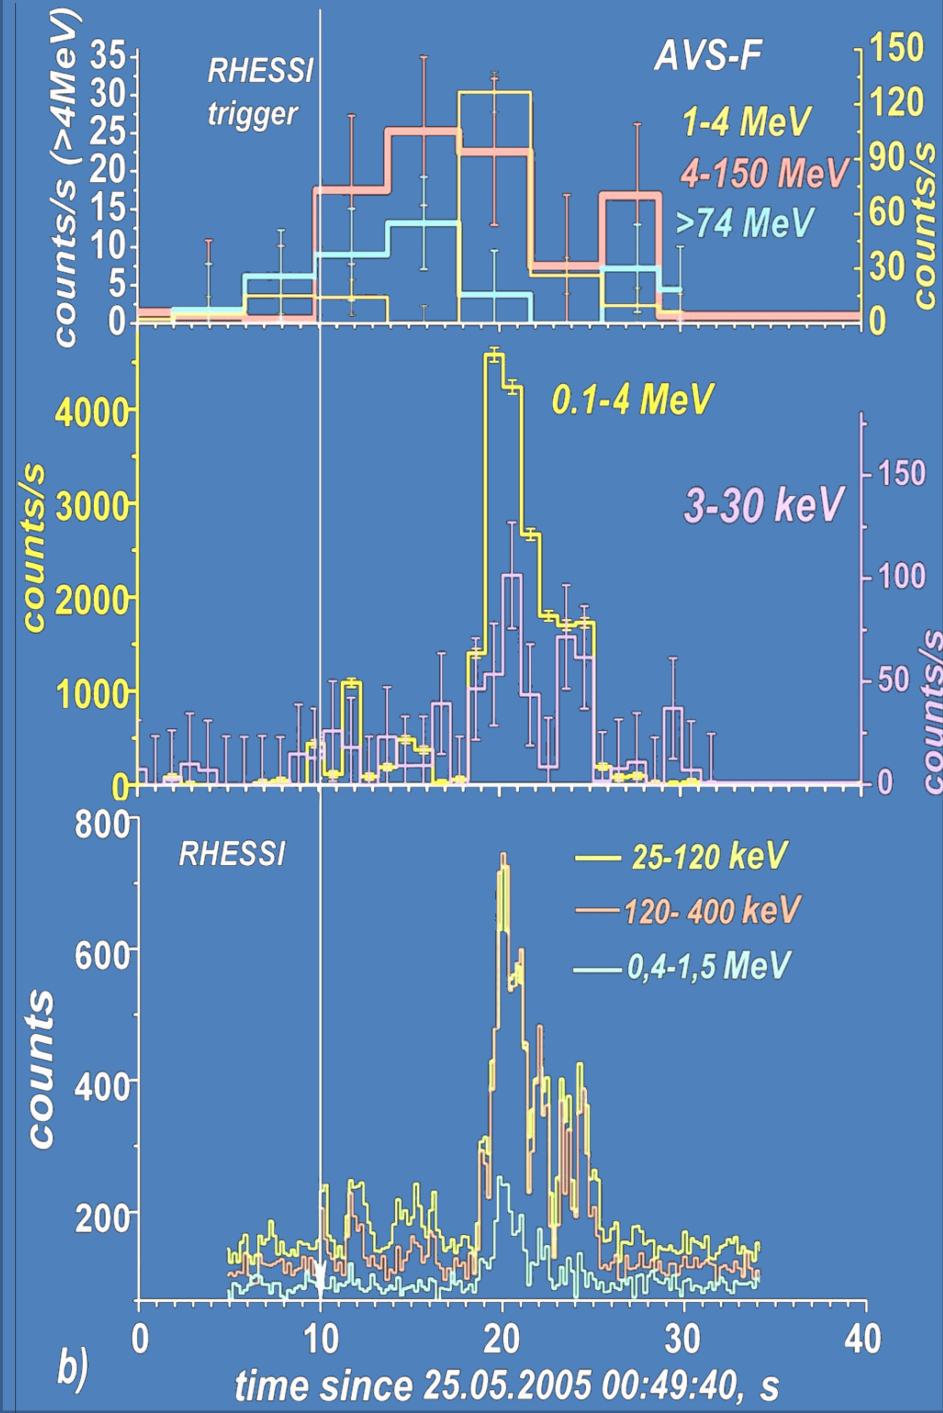 counts/s (>4MeV)
35
30
25
20
15
10
5
0
RHESSI
trigger
AVS-F
1-4 MeV
4-150 MeV
>74 MeV
150
120
90
60
30
0
counts/s
counts/s
4000
3000
2000
1000
0
0.1-4 MeV
3-30 keV
150
100
50
0
counts/s
counts
800
600
400
200
RHESSI
25-120 keV
120- 400 keV
0,4-1,5 MeV
0 10 20 30 40
b)
time since 25.05.2005 00:49:40, s